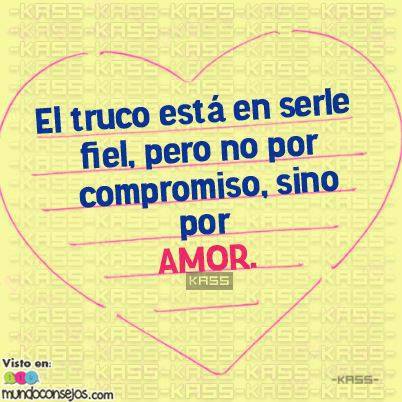 El truco está en serle
fiel, pero no por
compromiso, sino
por
AMOR.
KASS
Visto en:
mundoconsejos.com
-KASS-